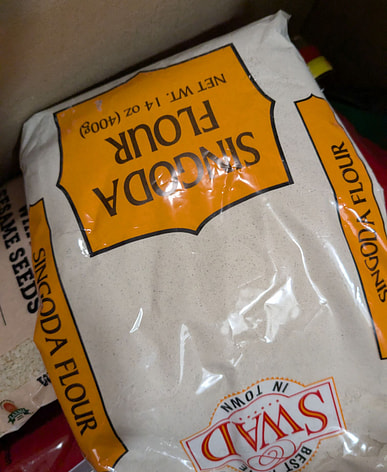 SINGODA
FLOUR
NET WT. 14 oz (400g)
SINGODA FLOUR
SINGODA FLOUR
SWAD
BEST
IN TOWN
SESAME SEEDS